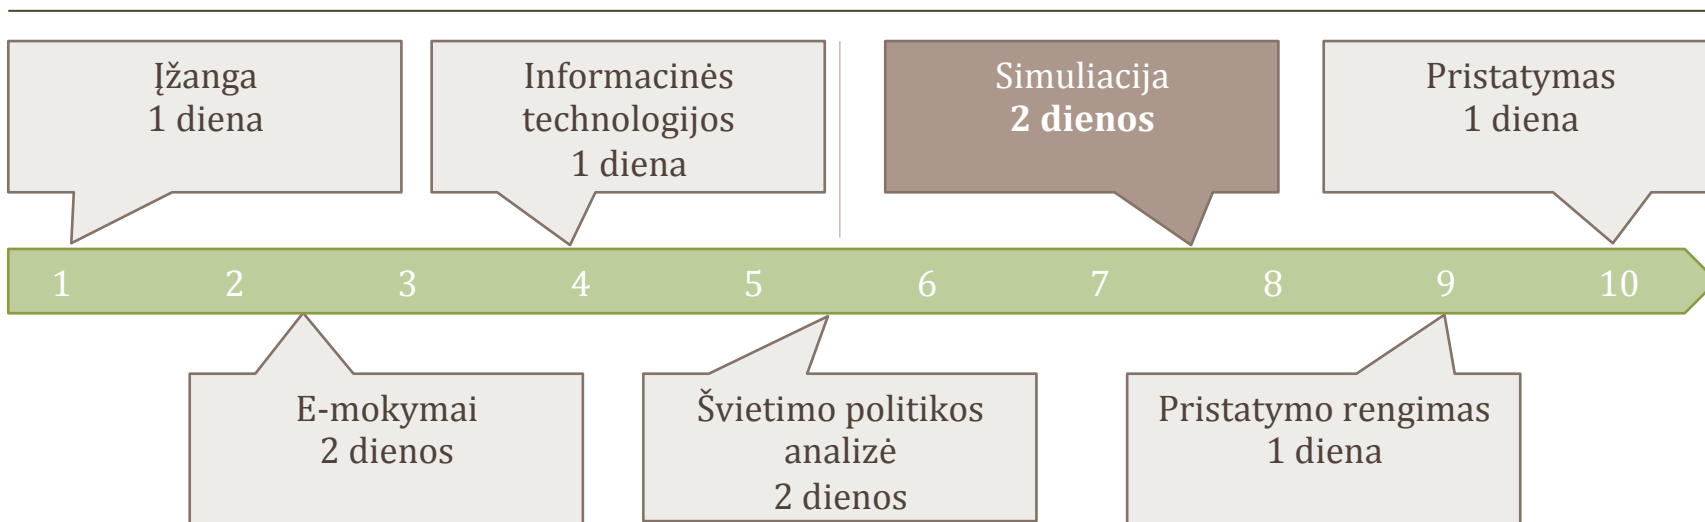 Įžanga
1 diena
Informacinės
technologijos
1 diena
Simuliacija
2 dienos
Pristatymas
1 diena
1 2 3 4 5 6 7 8 9 10
E-mokymai
2 dienos
Švietimo politikos
analizė
2 dienos
Pristatymo rengimas
1 diena